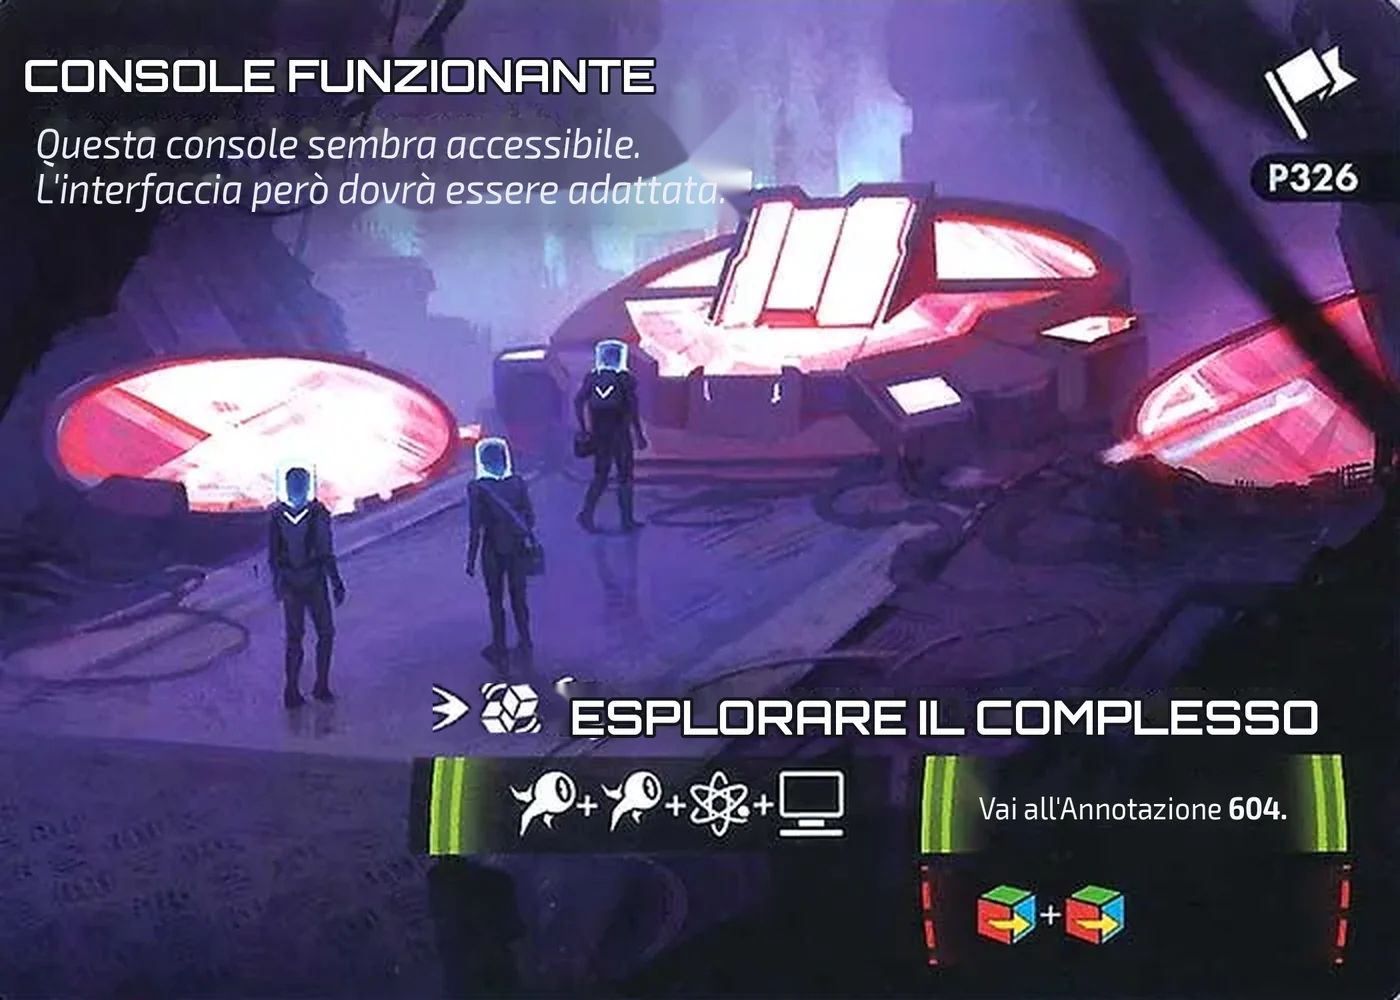 CONSOLE FUNZIONANTE
Questa console sembra accessibile.
L'interfaccia però dovrà essere adattata.
P326
ESPLORARE IL COMPLESSO
+ + +
Vai all'Annotazione 604.
+